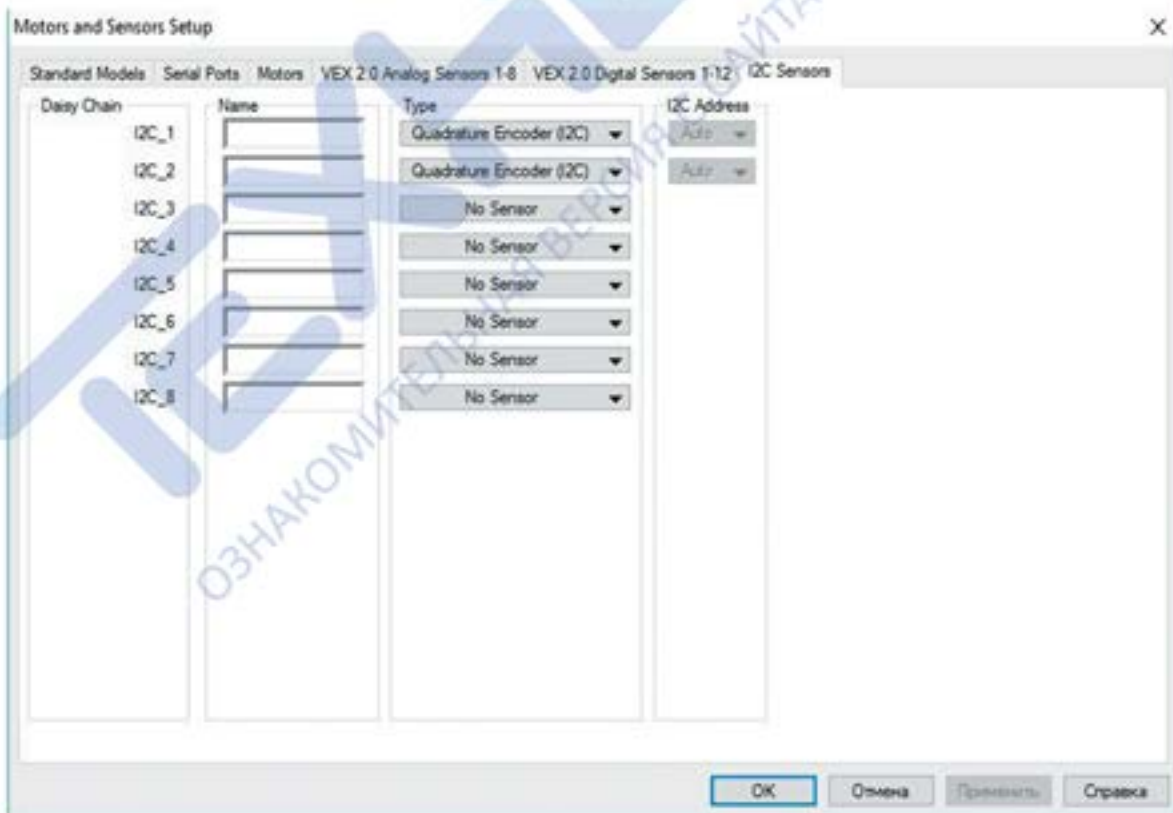 Motors and Sensors Setup
Standard Models Serial Ports Motors VEX 2.0 Analog Sensors 1-8 VEX 2.0 Digital Sensors 1-12 I2C Sensors
Daisy Chain Name Type I2C Address
I2C_1 Quadrature Encoder (I2C) Auto
I2C_2 Quadrature Encoder (I2C) Auto
I2C_3 No Sensor
I2C_4 No Sensor
I2C_5 No Sensor
I2C_6 No Sensor
I2C_7 No Sensor
I2C_8 No Sensor
OK Отмена Применить Справка
ОЗНАКОМИТЕЛЬНАЯ ВЕРСИЯ С САЙТА